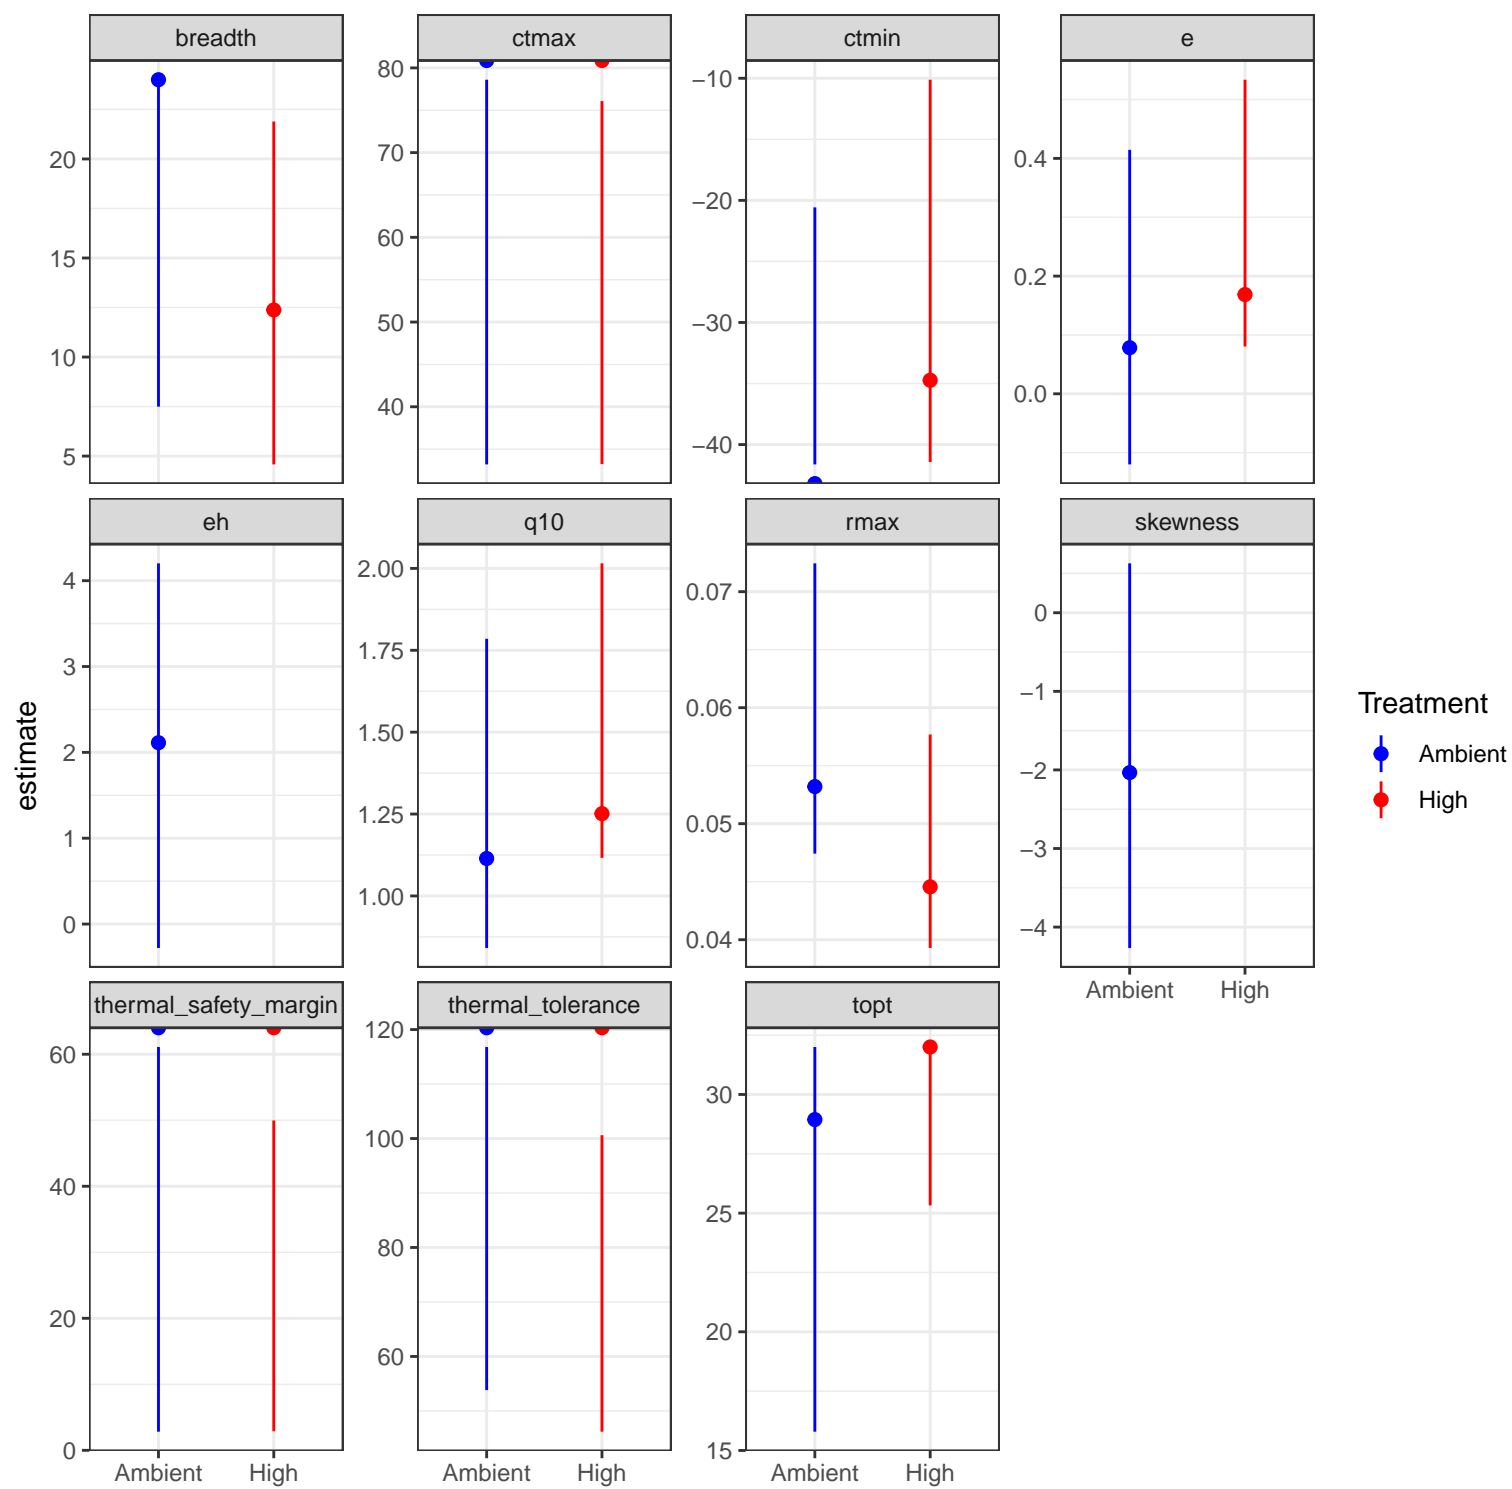 breadth
ctmax
ctmin
e
20
15
10
5
80
70
60
50
40
−10
−20
−30
−40
0.4
0.2
0.0
eh
q10
rmax
skewness
4
3
2
1
0
2.00
1.75
1.50
1.25
1.00
0.07
0.06
0.05
0.04
0
−1
−2
−3
−4
Ambient High
thermal_safety_margin
thermal_tolerance
topt
60
40
20
0
120
100
80
60
30
25
20
15
Ambient High
Ambient High
Ambient High
estimate
Treatment
Ambient
High